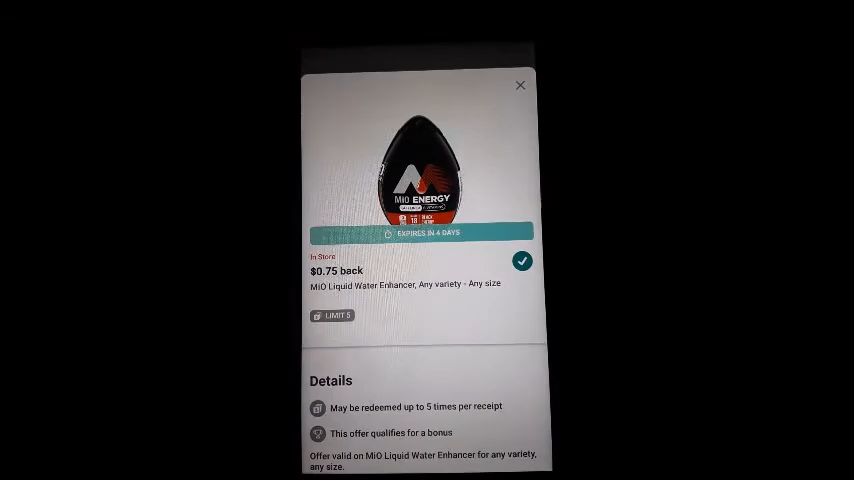 MiO ENERGY
18
EXPIRES IN 4 DAYS
In Store
$0.75 back
MiO Liquid Water Enhancer, Any variety - Any size
LIMIT 5
Details
May be redeemed up to 5 times per receipt
This offer qualifies for a bonus
Offer valid on MiO Liquid Water Enhancer for any variety,
any size.